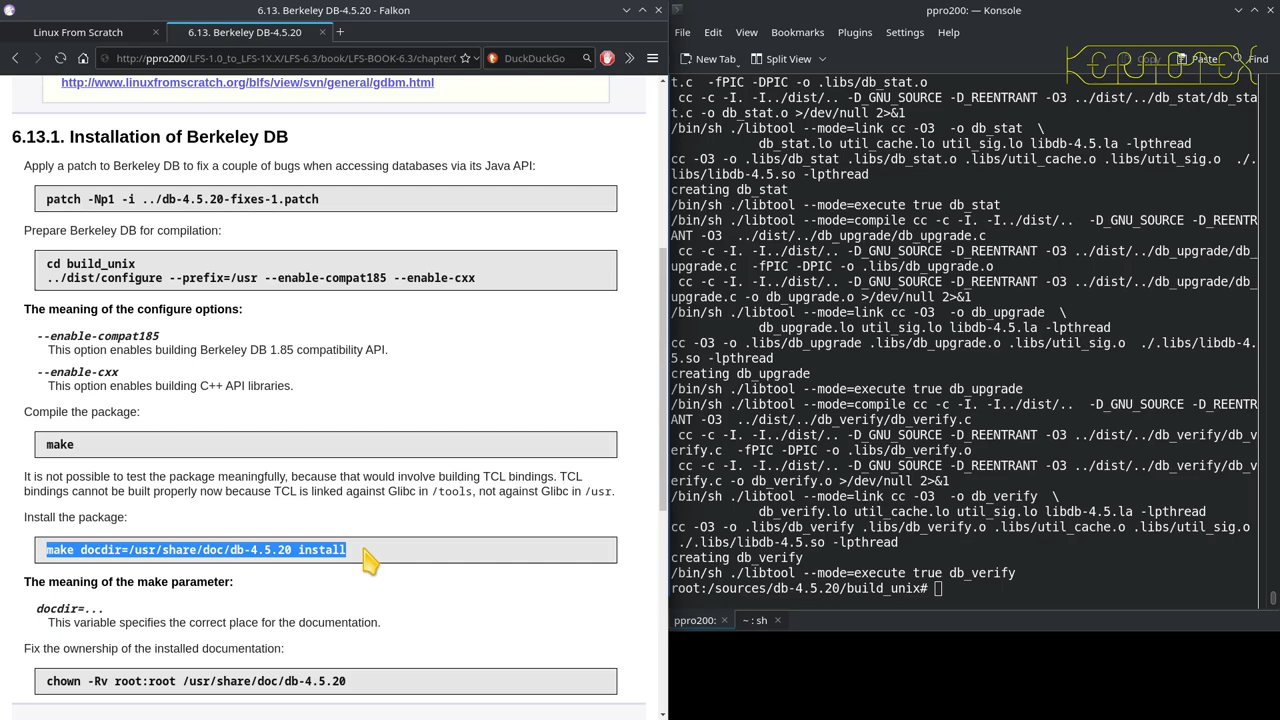 6.13. Berkeley DB-4.5.20 - Falkon
Linux From Scratch
6.13. Berkeley DB-4.5.20
http://ppro200/LFS-1.0_to_LFS-1X.X/LFS-6.3/book/LFS-BOOK-6.3/chapter0
DuckDuckGo
http://www.linuxfromscratch.org/blfs/view/svn/general/gdbm.html
6.13.1. Installation of Berkeley DB
Apply a patch to Berkeley DB to fix a couple of bugs when accessing databases via its Java API:
patch -Np1 -i ../db-4.5.20-fixes-1.patch
Prepare Berkeley DB for compilation:
cd build_unix
../dist/configure --prefix=/usr --enable-compat185 --enable-cxx
The meaning of the configure options:
--enable-compat185
This option enables building Berkeley DB 1.85 compatibility API.
--enable-cxx
This option enables building C++ API libraries.
Compile the package:
make
It is not possible to test the package meaningfully, because that would involve building TCL bindings. TCL
bindings cannot be built properly now because TCL is linked against Glibc in /tools, not against Glibc in /usr.
Install the package:
make docdir=/usr/share/doc/db-4.5.20 install
The meaning of the make parameter:
docdir=...
This variable specifies the correct place for the documentation.
Fix the ownership of the installed documentation:
chown -Rv root:root /usr/share/doc/db-4.5.20
ppro200: — Konsole
File Edit View Bookmarks Plugins Settings Help
New Tab Split View Copy Paste Find
t.c  -fPIC -DPIC -o .libs/db_stat.o
cc -c -I. -I../dist/.. -D_GNU_SOURCE -D_REENTRANT -O3 ../dist/../db_stat/db_sta
t.c -o db_stat.o >/dev/null 2>&1
/bin/sh ./libtool --mode=link cc -O3  -o db_stat  \
db_stat.lo util_cache.lo util_sig.lo libdb-4.5.la -lpthread
cc -O3 -o .libs/db_stat .libs/db_stat.o .libs/util_cache.o .libs/util_sig.o  ./.
libs/libdb-4.5.so -lpthread
creating db_stat
/bin/sh ./libtool --mode=execute true db_stat
/bin/sh ./libtool --mode=compile cc -c -I. -I../dist/..  -D_GNU_SOURCE -D_REENTR
ANT -O3  ../dist/../db_upgrade/db_upgrade.c
cc -c -I. -I../dist/.. -D_GNU_SOURCE -D_REENTRANT -O3 ../dist/../db_upgrade/db_
upgrade.c  -fPIC -DPIC -o .libs/db_upgrade.o
cc -c -I. -I../dist/.. -D_GNU_SOURCE -D_REENTRANT -O3 ../dist/../db_upgrade/db_
upgrade.c -o db_upgrade.o >/dev/null 2>&1
/bin/sh ./libtool --mode=link cc -O3  -o db_upgrade  \
db_upgrade.lo util_sig.lo libdb-4.5.la -lpthread
cc -O3 -o .libs/db_upgrade .libs/db_upgrade.o .libs/util_sig.o  ./.libs/libdb-4.
5.so -lpthread
creating db_upgrade
/bin/sh ./libtool --mode=execute true db_upgrade
/bin/sh ./libtool --mode=compile cc -c -I. -I../dist/..  -D_GNU_SOURCE -D_REENTR
ANT -O3  ../dist/../db_verify/db_verify.c
cc -c -I. -I../dist/.. -D_GNU_SOURCE -D_REENTRANT -O3 ../dist/../db_verify/db_v
erify.c  -fPIC -DPIC -o .libs/db_verify.o
cc -c -I. -I../dist/.. -D_GNU_SOURCE -D_REENTRANT -O3 ../dist/../db_verify/db_v
erify.c -o db_verify.o >/dev/null 2>&1
/bin/sh ./libtool --mode=link cc -O3  -o db_verify  \
db_verify.lo util_cache.lo util_sig.lo libdb-4.5.la -lpthread
cc -O3 -o .libs/db_verify .libs/db_verify.o .libs/util_cache.o .libs/util_sig.o
./.libs/libdb-4.5.so -lpthread
creating db_verify
/bin/sh ./libtool --mode=execute true db_verify
root:/sources/db-4.5.20/build_unix#
ppro200:
~ : sh